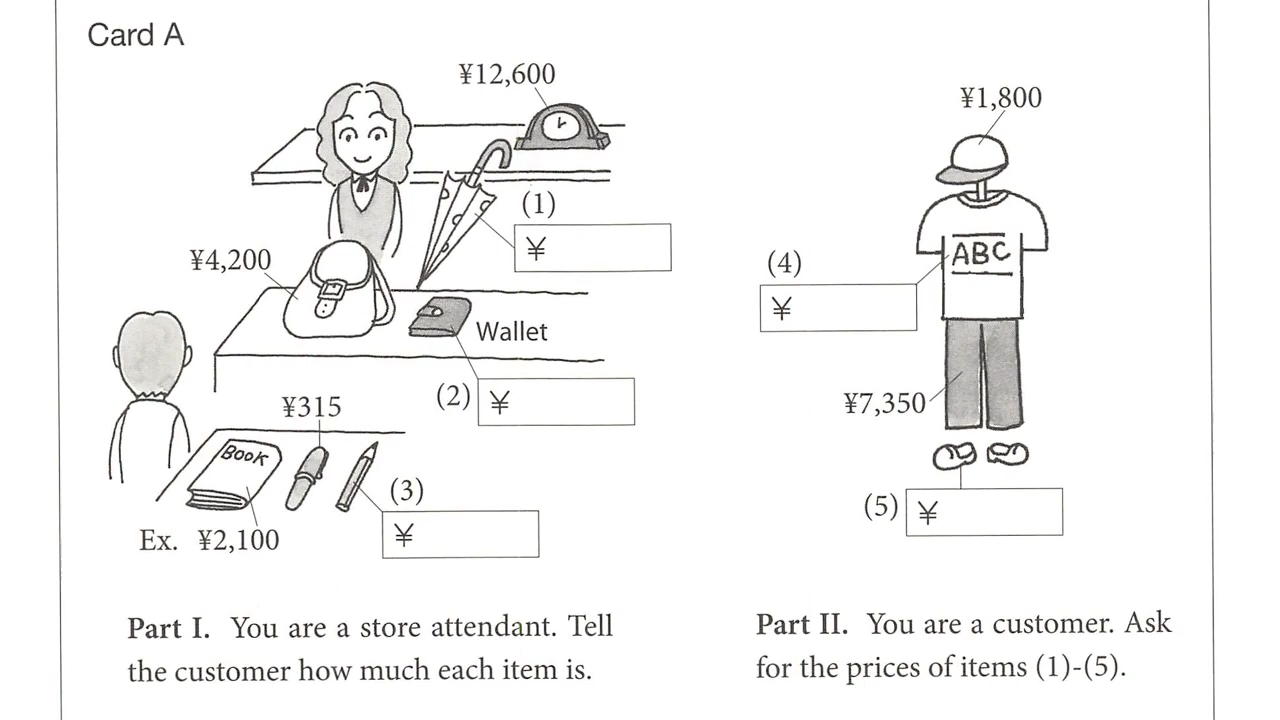 Card A
¥12,600
(1)
¥
¥4,200
Wallet
(2)
¥
¥315
BOOK
(3)
¥
Ex. ¥2,100
¥1,800
ABC
(4)
¥
¥7,350
(5)
¥
Part I. You are a store attendant. Tell
the customer how much each item is.
Part II. You are a customer. Ask
for the prices of items (1)-(5).